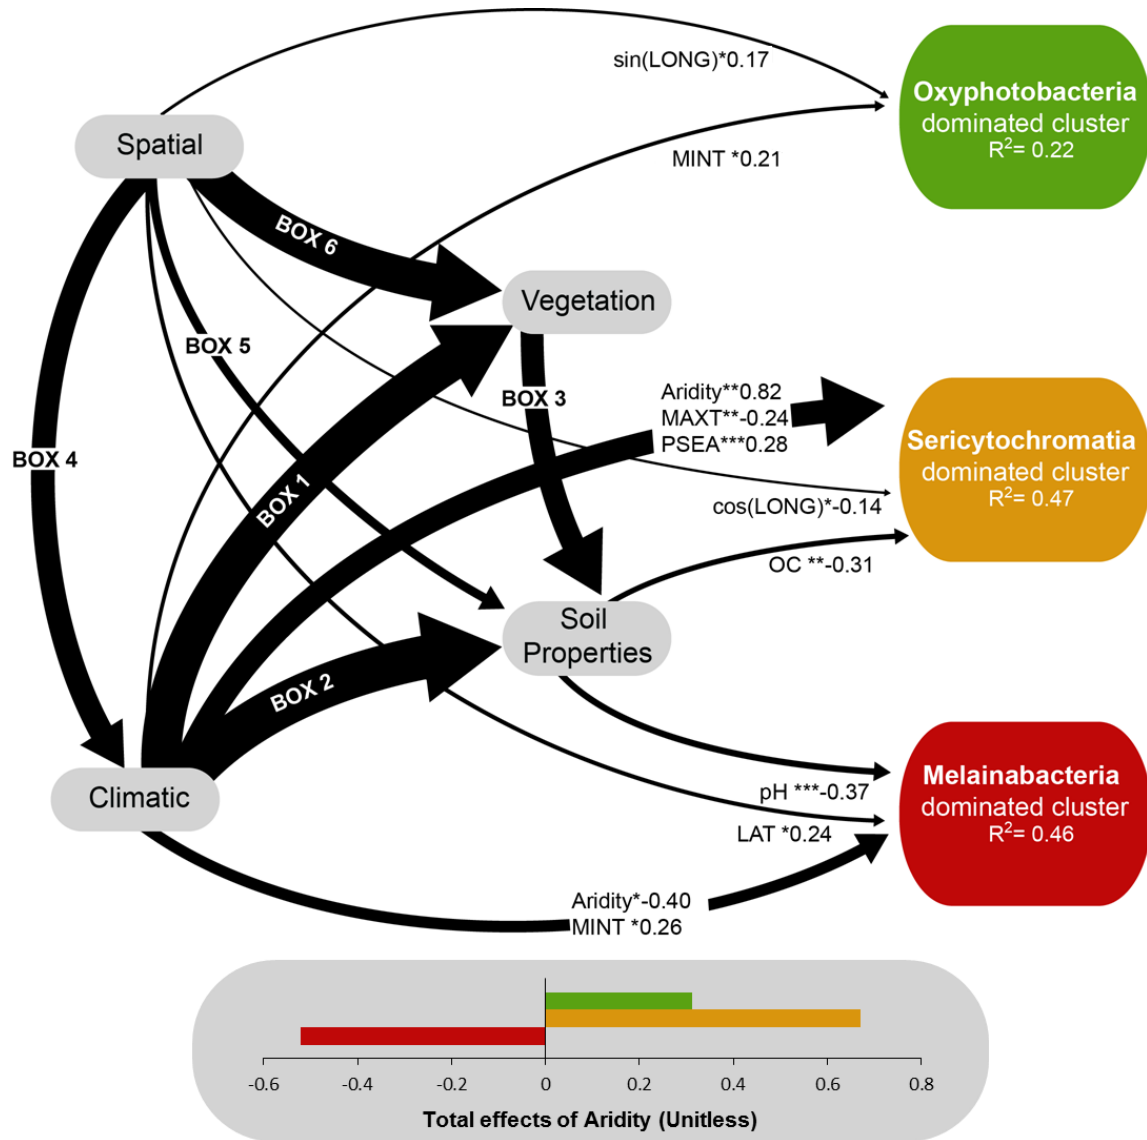 sin(LONG)*0.17
Oxyphotobacteria
dominated cluster
R²= 0.22
Spatial
MINT *0.21
BOX 6
Vegetation
BOX 5
BOX 3
Aridity**0.82
MAXT**-0.24
PSEA***0.28
Sericytochromatia
dominated cluster
R²= 0.47
BOX 4
BOX 1
cos(LONG)*-0.14
OC **-0.31
Soil
Properties
BOX 2
Climatic
pH ***-0.37
LAT *0.24
Melainabacteria
dominated cluster
R²= 0.46
Aridity*-0.40
MINT *0.26
-0.6 -0.4 -0.2 0 0.2 0.4 0.6 0.8
Total effects of Aridity (Unitless)